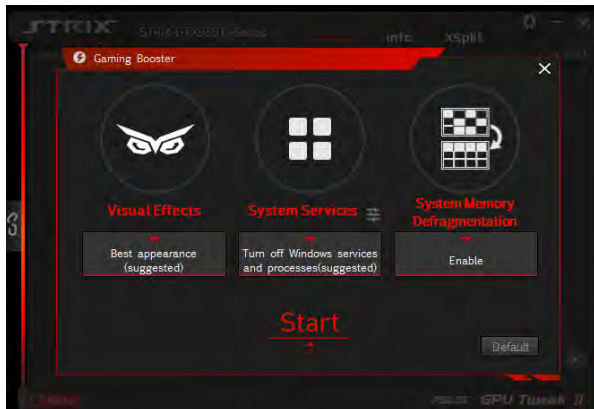 STRIX
Info
XSplit
Gaming Booster
Visual Effects
System Services
System Memory
Defragmentation
Best appearance
(suggested)
Turn off Windows services
and processes(suggested)
Enable
Start
Default
ASUS GPU Tweak II